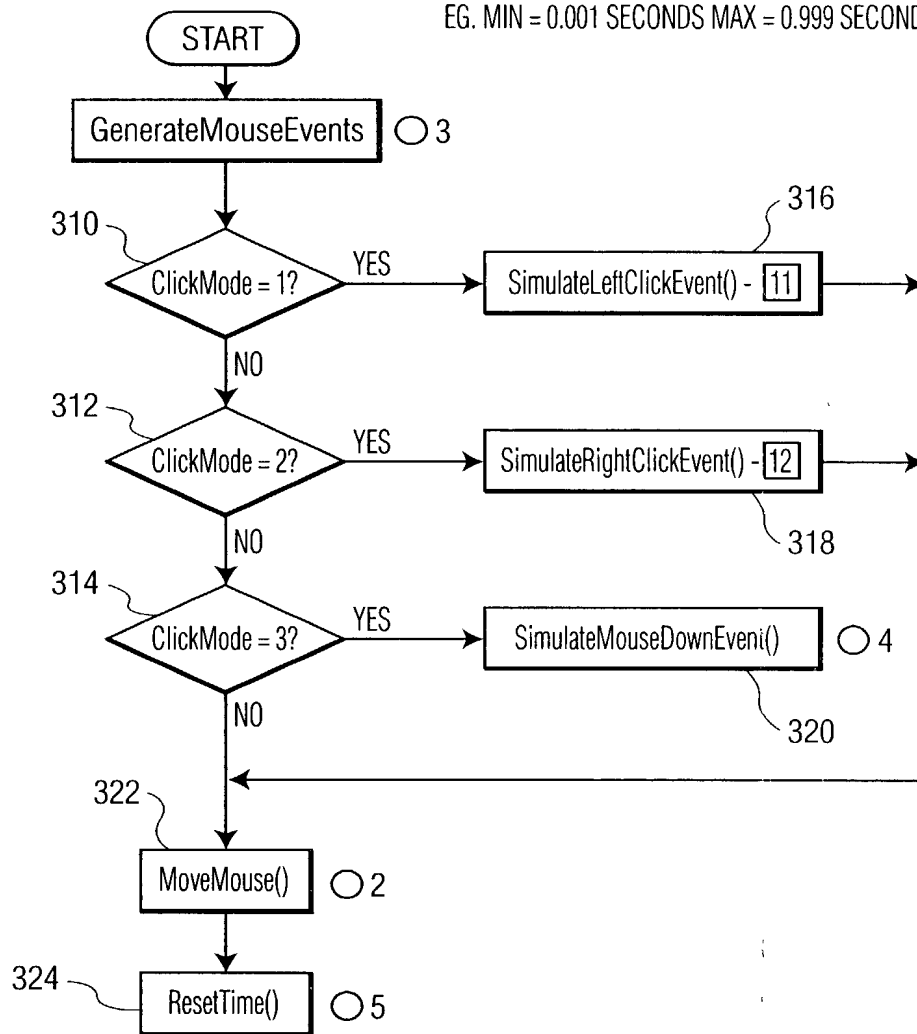 EG. MIN = 0.001 SECONDS MAX = 0.999 SECOND
START
GenerateMouseEvents ○ 3
310
316
ClickMode = 1?
YES
SimulateLeftClickEvent() - 11
NO
312
ClickMode = 2?
YES
SimulateRightClickEvent() - 12
NO
318
314
ClickMode = 3?
YES
SimulateMouseDownEvent() ○ 4
NO
320
322
MoveMouse() ○ 2
324
ResetTime() ○ 5